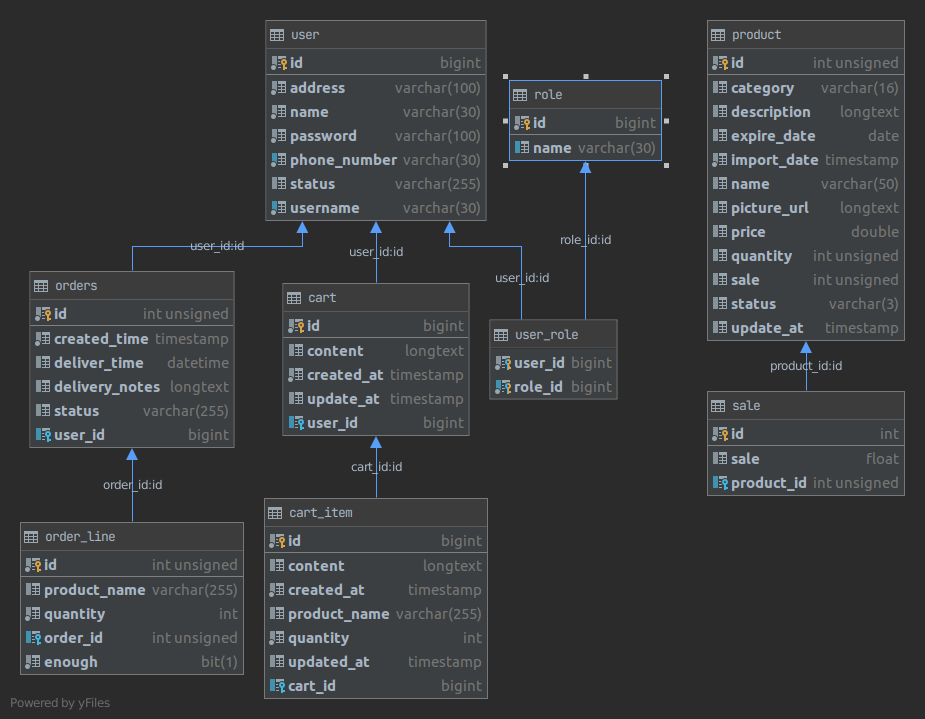 user
id bigint
address varchar(100)
name varchar(30)
password varchar(100)
phone_number varchar(30)
status varchar(255)
username varchar(30)
role
id bigint
name varchar(30)
product
id int unsigned
category varchar(16)
description longtext
expire_date date
import_date timestamp
name varchar(50)
picture_url longtext
price double
quantity int unsigned
sale int unsigned
status varchar(3)
update_at timestamp
user_id:id
user_id:id
user_id:id
role_id:id
orders
id int unsigned
created_time timestamp
deliver_time datetime
delivery_notes longtext
status varchar(255)
user_id bigint
cart
id bigint
content longtext
created_at timestamp
update_at timestamp
user_id bigint
user_role
user_id bigint
role_id bigint
product_id:id
sale
id int
sale float
product_id int unsigned
order_id:id
cart_id:id
order_line
id int unsigned
product_name varchar(255)
quantity int
order_id int unsigned
enough bit(1)
cart_item
id bigint
content longtext
created_at timestamp
product_name varchar(255)
quantity int
updated_at timestamp
cart_id bigint
Powered by yFiles